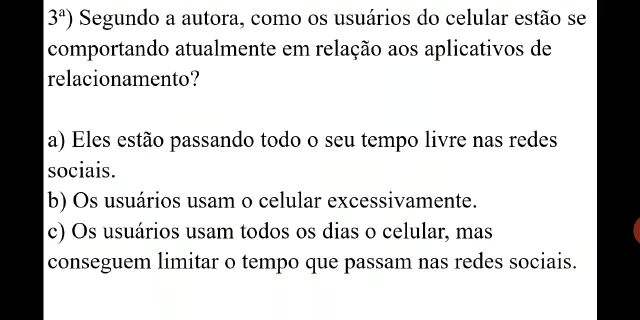 3ª) Segundo a autora, como os usuários do celular estão se
comportando atualmente em relação aos aplicativos de
relacionamento?
a) Eles estão passando todo o seu tempo livre nas redes
sociais.
b) Os usuários usam o celular excessivamente.
c) Os usuários usam todos os dias o celular, mas
conseguem limitar o tempo que passam nas redes sociais.